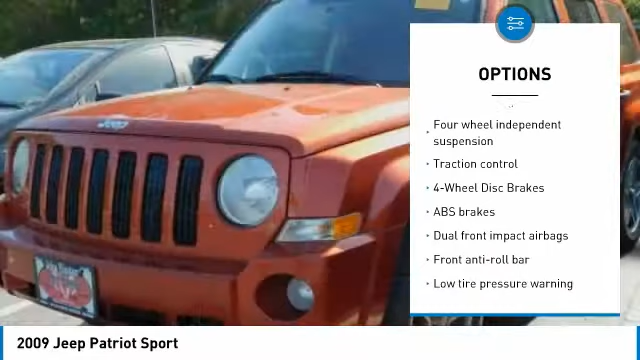 OPTIONS
Four wheel independent
suspension
Traction control
4-Wheel Disc Brakes
ABS brakes
Dual front impact airbags
Front anti-roll bar
Low tire pressure warning
Jeep
2009 Jeep Patriot Sport